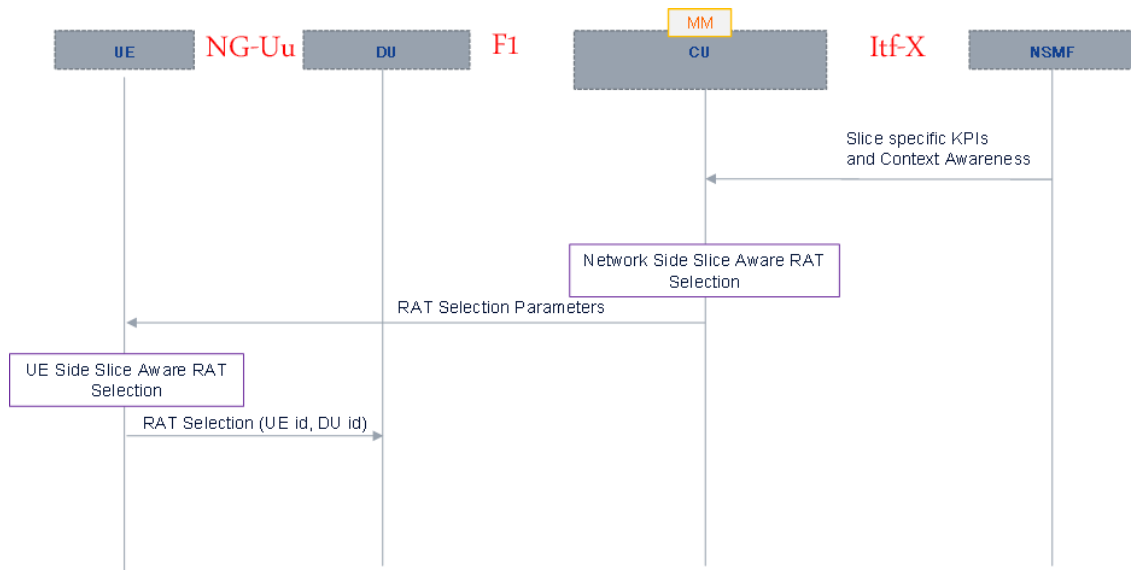 MM
UE
NG-Uu
DU
F1
CU
Itf-X
NSMF
Slice specific KPIs
and Context Awareness
Network Side Slice Aware RAT
Selection
RAT Selection Parameters
UE Side Slice Aware RAT
Selection
RAT Selection (UE id, DU id)